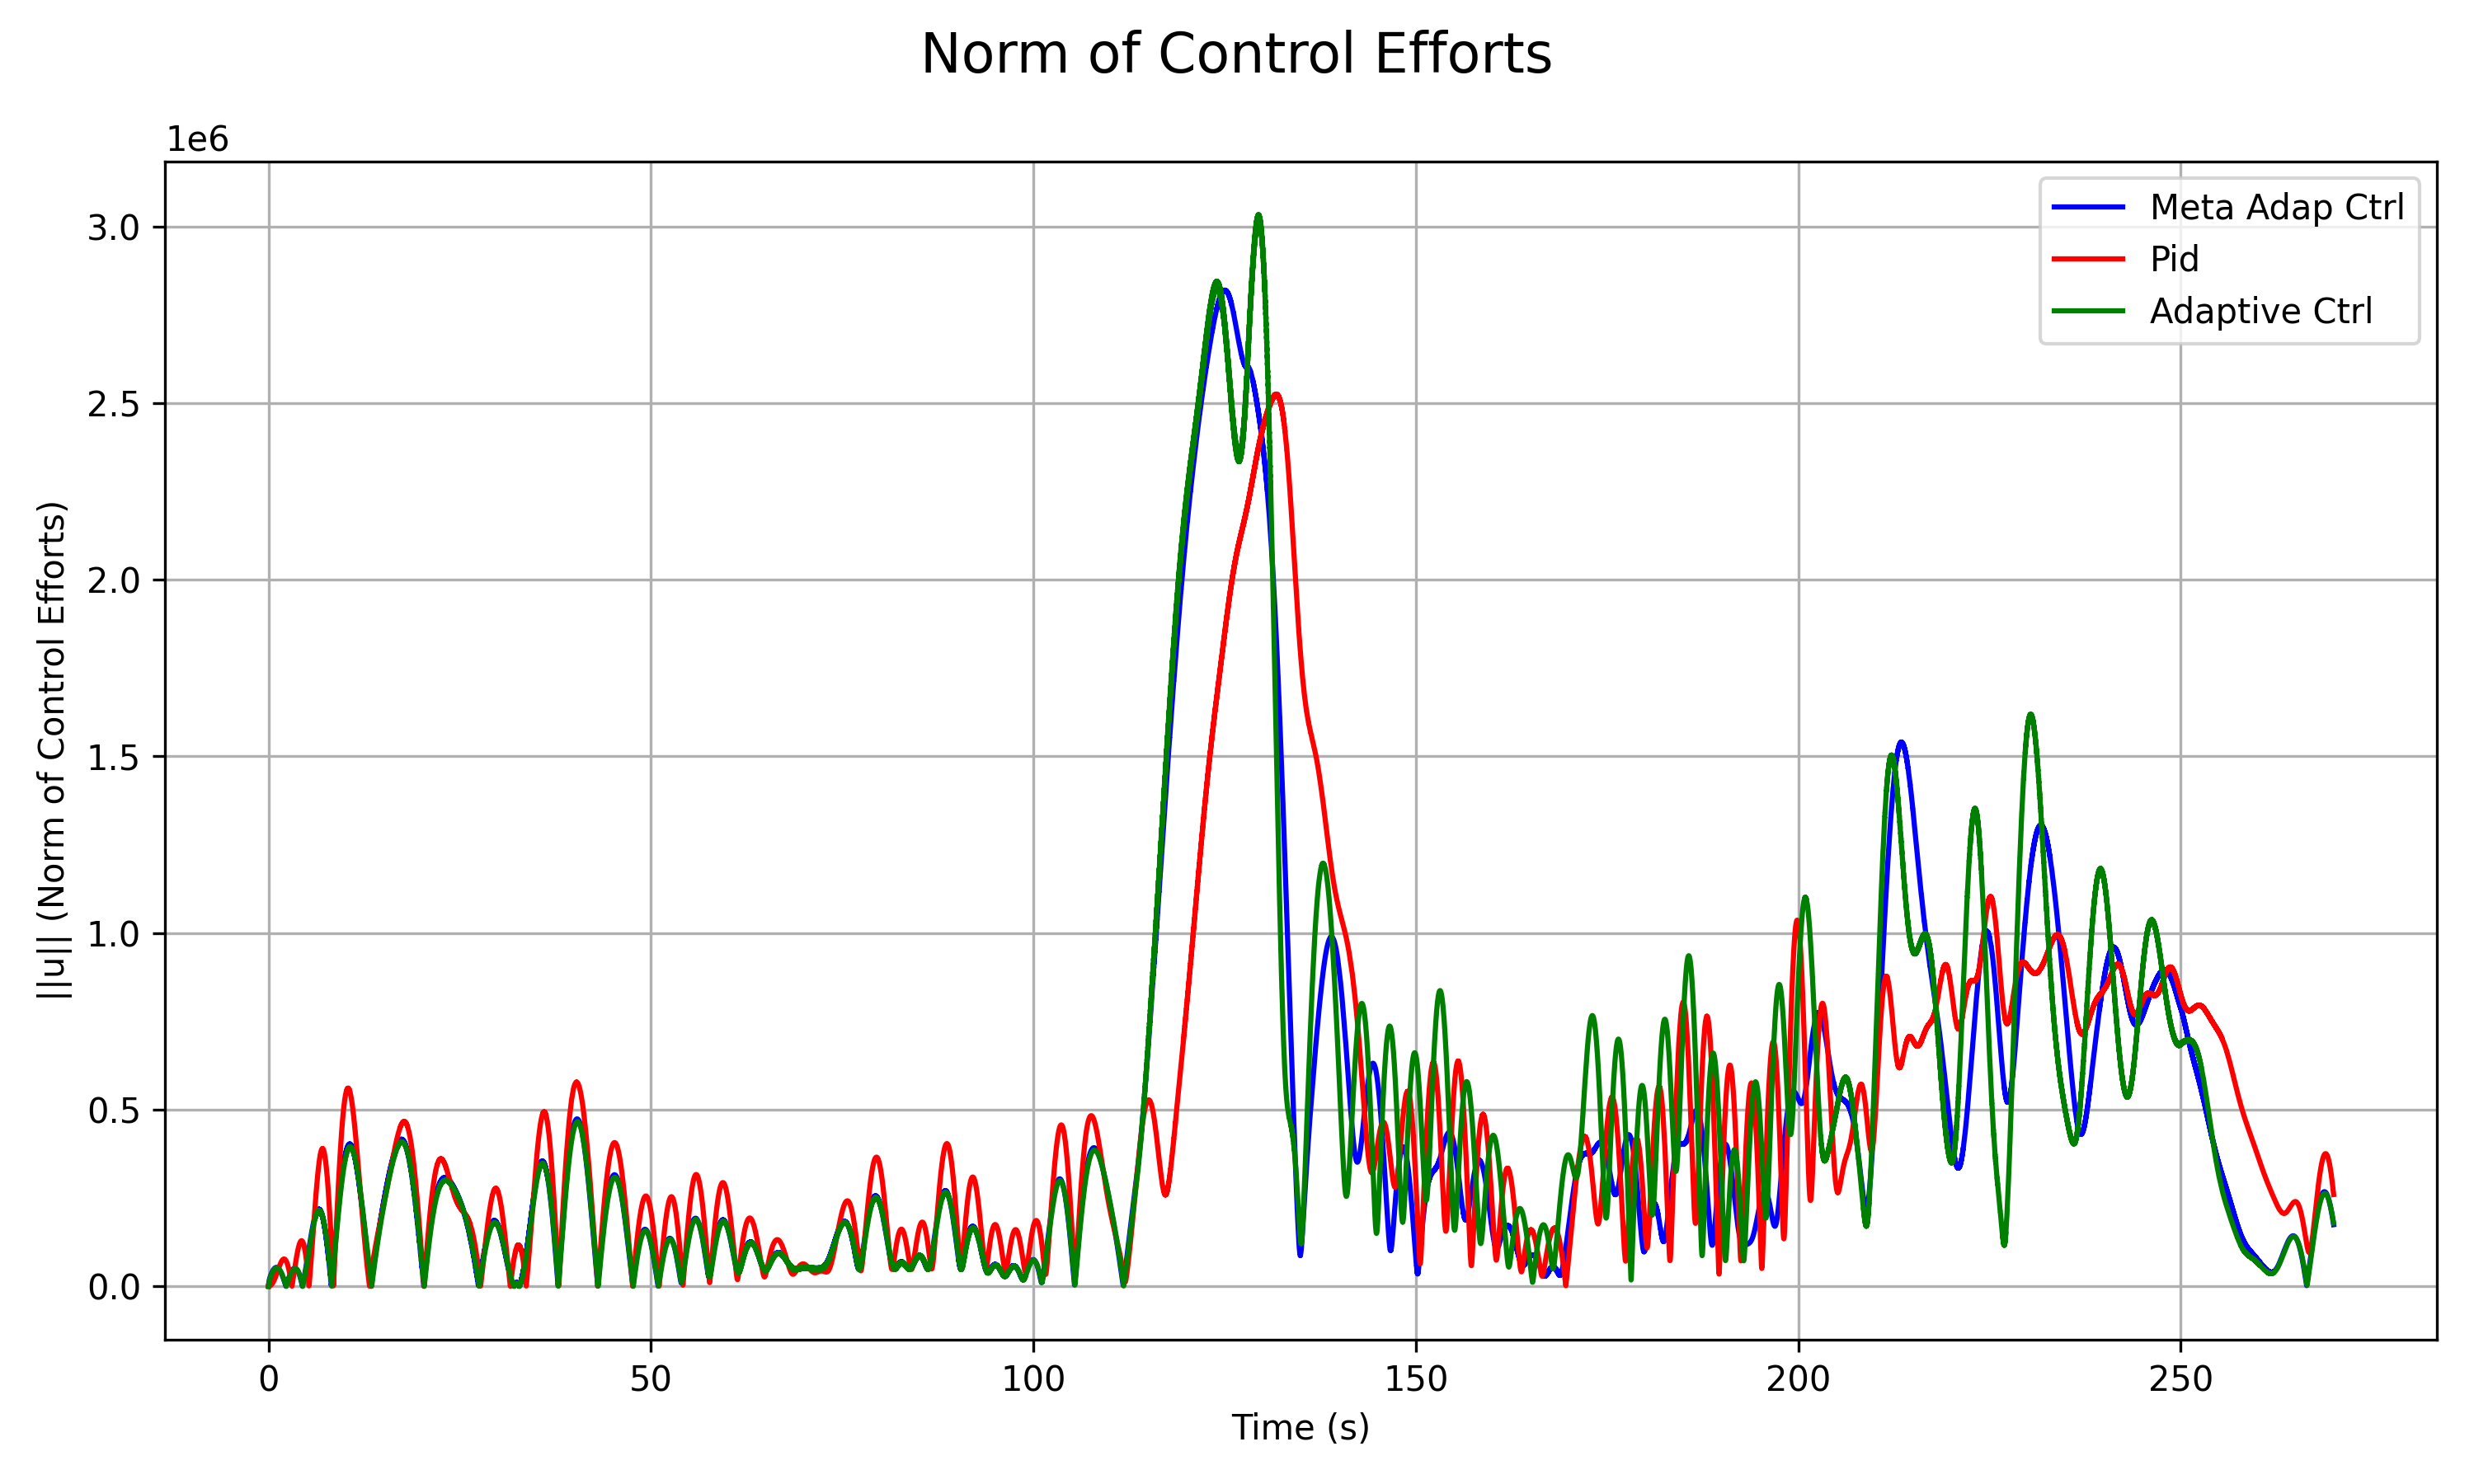 Norm of Control Efforts
1e6
Meta Adap Ctrl
Pid
Adaptive Ctrl
||u|| (Norm of Control Efforts)
3.0
2.5
2.0
1.5
1.0
0.5
0.0
0 50 100 150 200 250
Time (s)